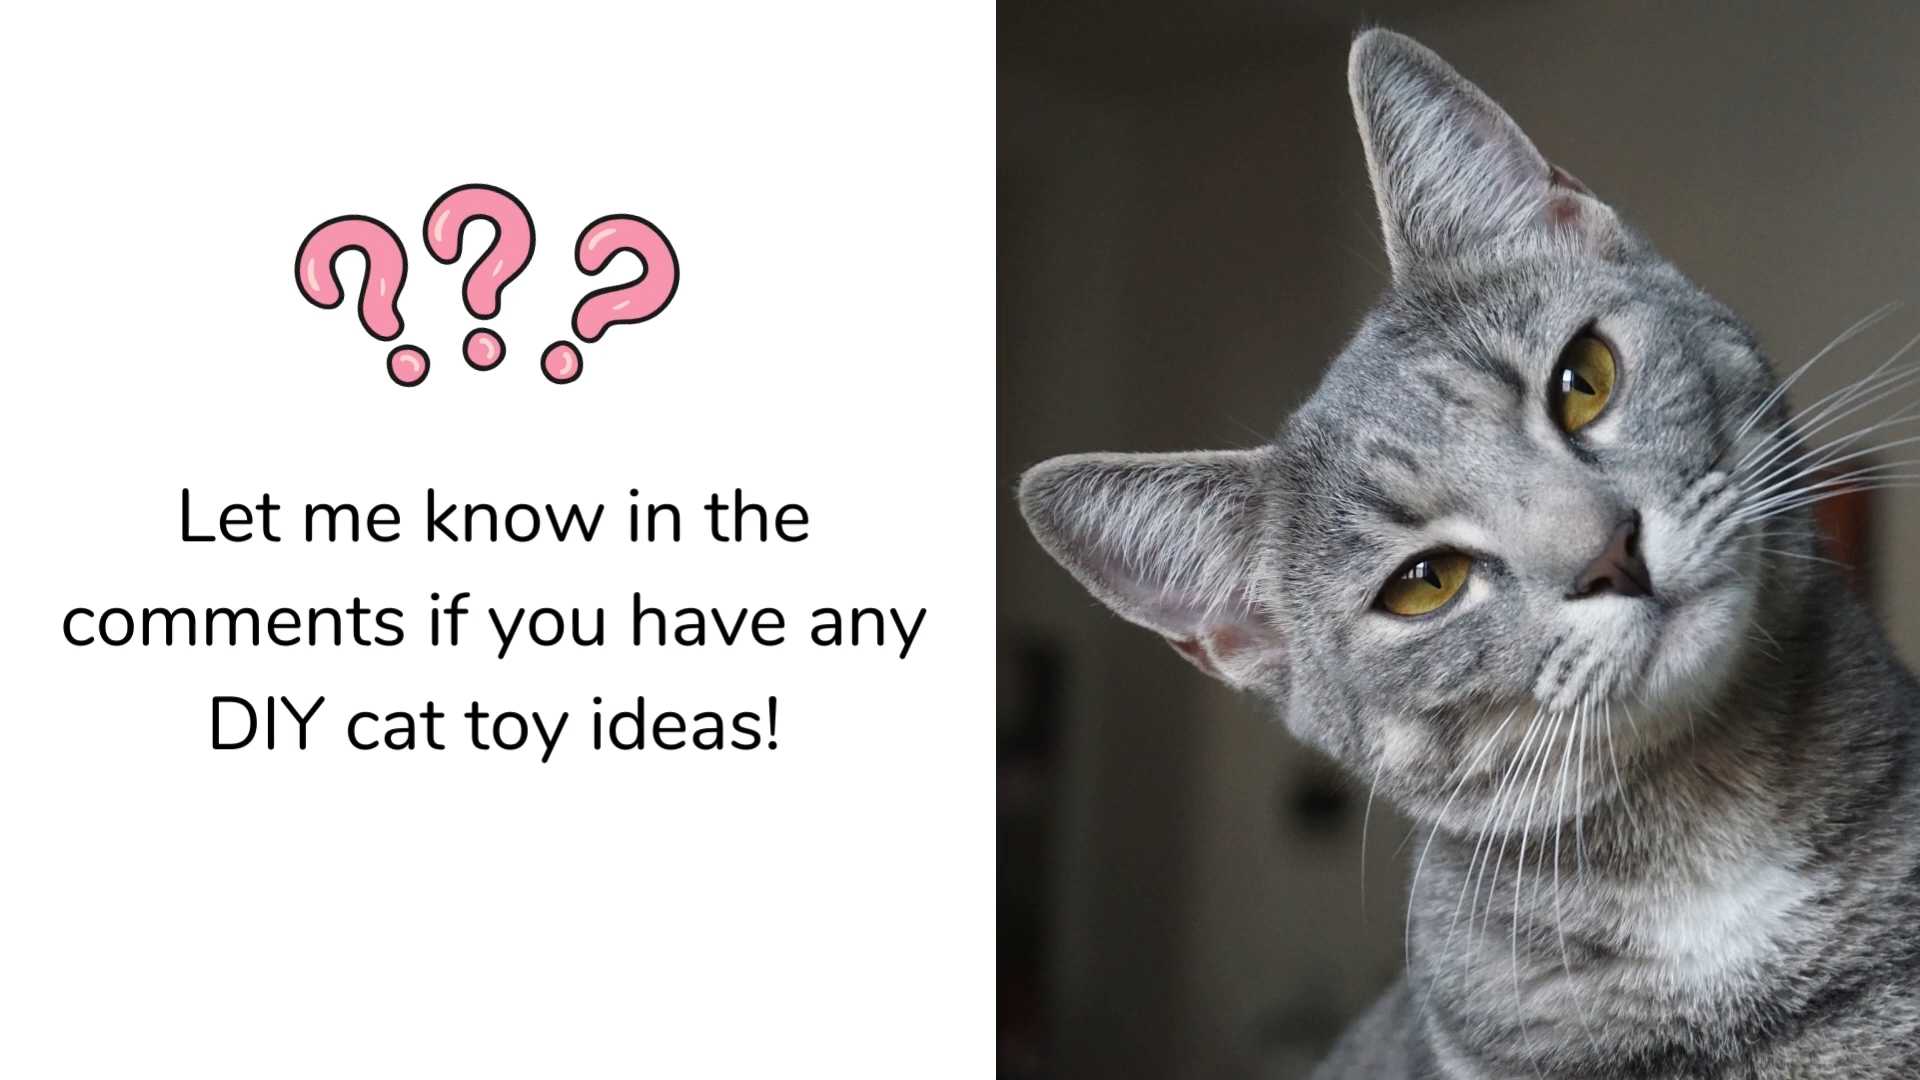 ???
Let me know in the
comments if you have any
DIY cat toy ideas!